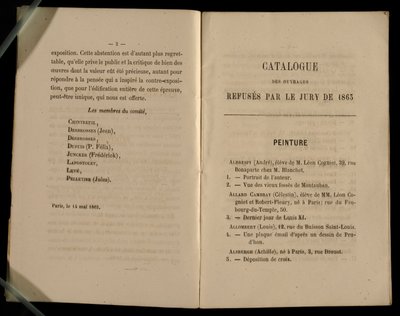 — 2 —
exposition. Cette abstention est d'autant plus regret-
table, qu'elle prive le public et la critique de bien des
œuvres dont la valeur eût été précieuse, autant pour
répondre à la pensée qui a inspiré la contre-exposi-
tion, que pour l'édification entière de cette épreuve,
peut-être unique, qui nous est offerte.
Les membres du comité,
CHINTREUIL,
DESBROSSES (Jean),
DESBROSSES,
DUPUIS (P. Félix),
JUNCKER (Frédérick),
LAPOSTOLET,
LEVÉ,
PELLETIER (Jules).
Paris, le 14 mai 1863.
CATALOGUE
DES OUVRAGES
REFUSÉS PAR LE JURY DE 1863
PEINTURE
(André), élève de M. Léon Cogniet, 39, rue
Bonaparte chez M. Blanchet.
1. — Portrait de l'auteur.
2. — Vue des vieux fossés de Montauban.
ALLARD CAMBRAY (Célestin), élève de MM. Léon Co-
gniet et Robert-Fleury, né à Paris; rue du Fau-
bourg-du-Temple, 50.
3. — Dernier jour de Louis XI.
ALLOMBERT (Louis), 12, rue du Buisson Saint-Louis.
4. — Une plaque émail d'après un dessin de Pru-
d'hon.
(Achille), né à Paris, 3, rue Drouot.
5. — Déposition de croix.